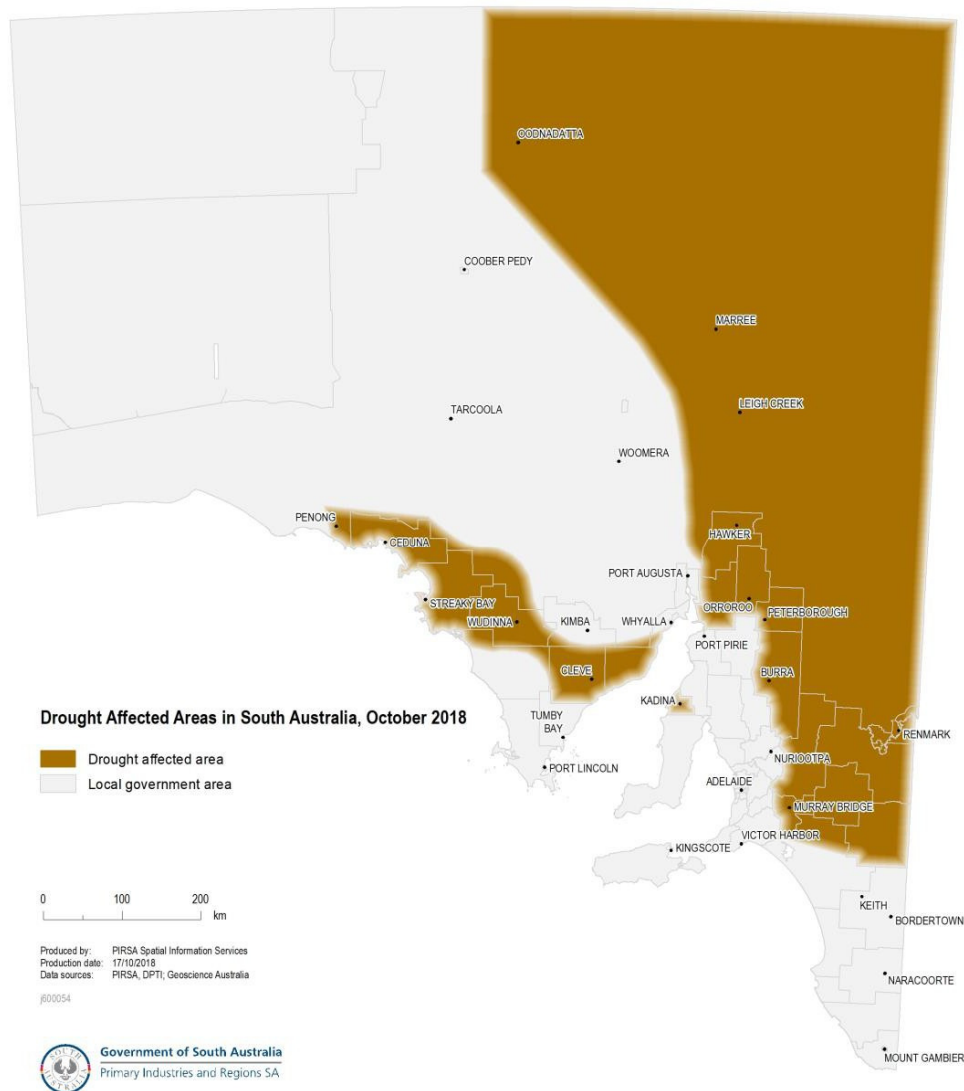 OODNADATTA
COOBER PEDY
MARREE
LEIGH CREEK
TARCOOLA
WOOMERA
PENONG
HAWKER
CEDUNA
PORT AUGUSTA
STREAKY BAY
ORROROO
PETERBOROUGH
WUDINNA
KIMBA
WHYALLA
PORT PIRIE
CLEVE
BURRA
KADINA
Drought Affected Areas in South Australia, October 2018
TUMBY
BAY
RENMARK
Drought affected area
NURIOOTPA
PORT LINCOLN
Local government area
ADELAIDE
MURRAY BRIDGE
VICTOR HARBOR
KINGSCOTE
0 100 200
km
KEITH
BORDERTOWN
Produced by: PIRSA Spatial Information Services
Production date: 17/10/2018
Data sources: PIRSA, DPTI; Geoscience Australia
NARACOORTE
j600054
SOUTH
AUSTRALIA
Government of South Australia
Primary Industries and Regions SA
MOUNT GAMBIER